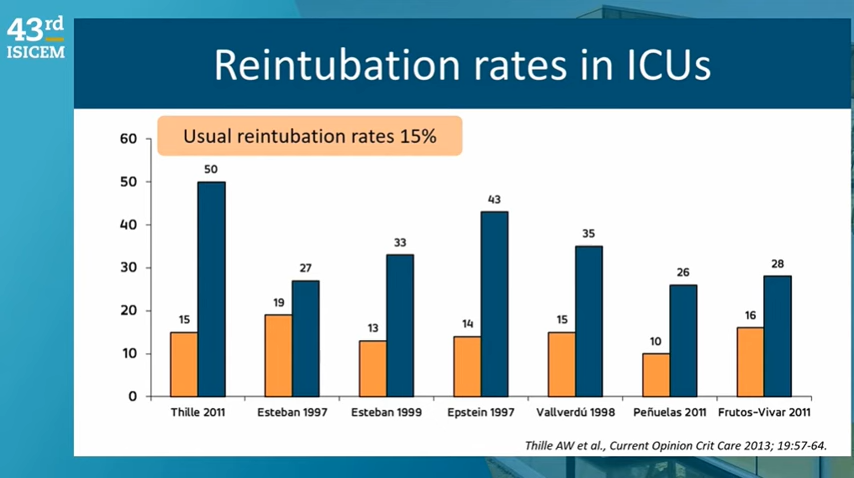 43rd
ISICEM
Reintubation rates in ICUs
Usual reintubation rates 15%
60
50
40
30
20
10
0
15
50
19
27
13
33
14
43
15
35
10
26
16
28
Thille 2011
Esteban 1997
Esteban 1999
Epstein 1997
Vallverdú 1998
Peñuelas 2011
Frutos-Vivar 2011
Thille AW et al., Current Opinion Crit Care 2013; 19:57-64.